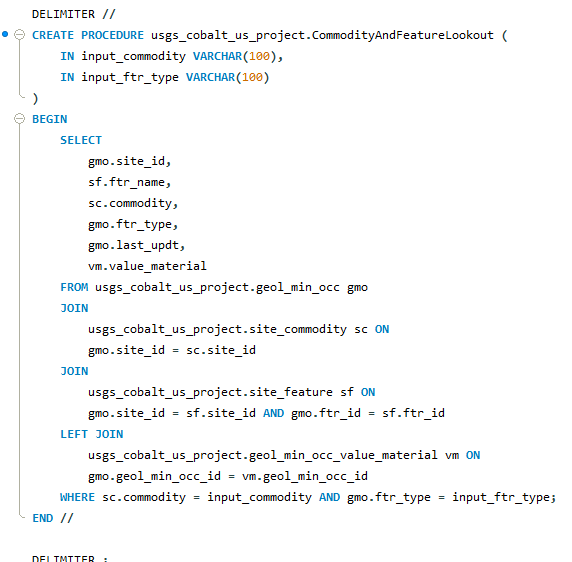 DELIMITER //
CREATE PROCEDURE usgs_cobalt_us_project.CommodityAndFeatureLookout (
IN input_commodity VARCHAR(100),
IN input_ftr_type VARCHAR(100)
)
BEGIN
SELECT
gmo.site_id,
sf.ftr_name,
sc.commodity,
gmo.ftr_type,
gmo.last_updt,
vm.value_material
FROM usgs_cobalt_us_project.geol_min_occ gmo
JOIN
usgs_cobalt_us_project.site_commodity sc ON
gmo.site_id = sc.site_id
JOIN
usgs_cobalt_us_project.site_feature sf ON
gmo.site_id = sf.site_id AND gmo.ftr_id = sf.ftr_id
LEFT JOIN
usgs_cobalt_us_project.geol_min_occ_value_material vm ON
gmo.geol_min_occ_id = vm.geol_min_occ_id
WHERE sc.commodity = input_commodity AND gmo.ftr_type = input_ftr_type;
END //
DELIMITER ;